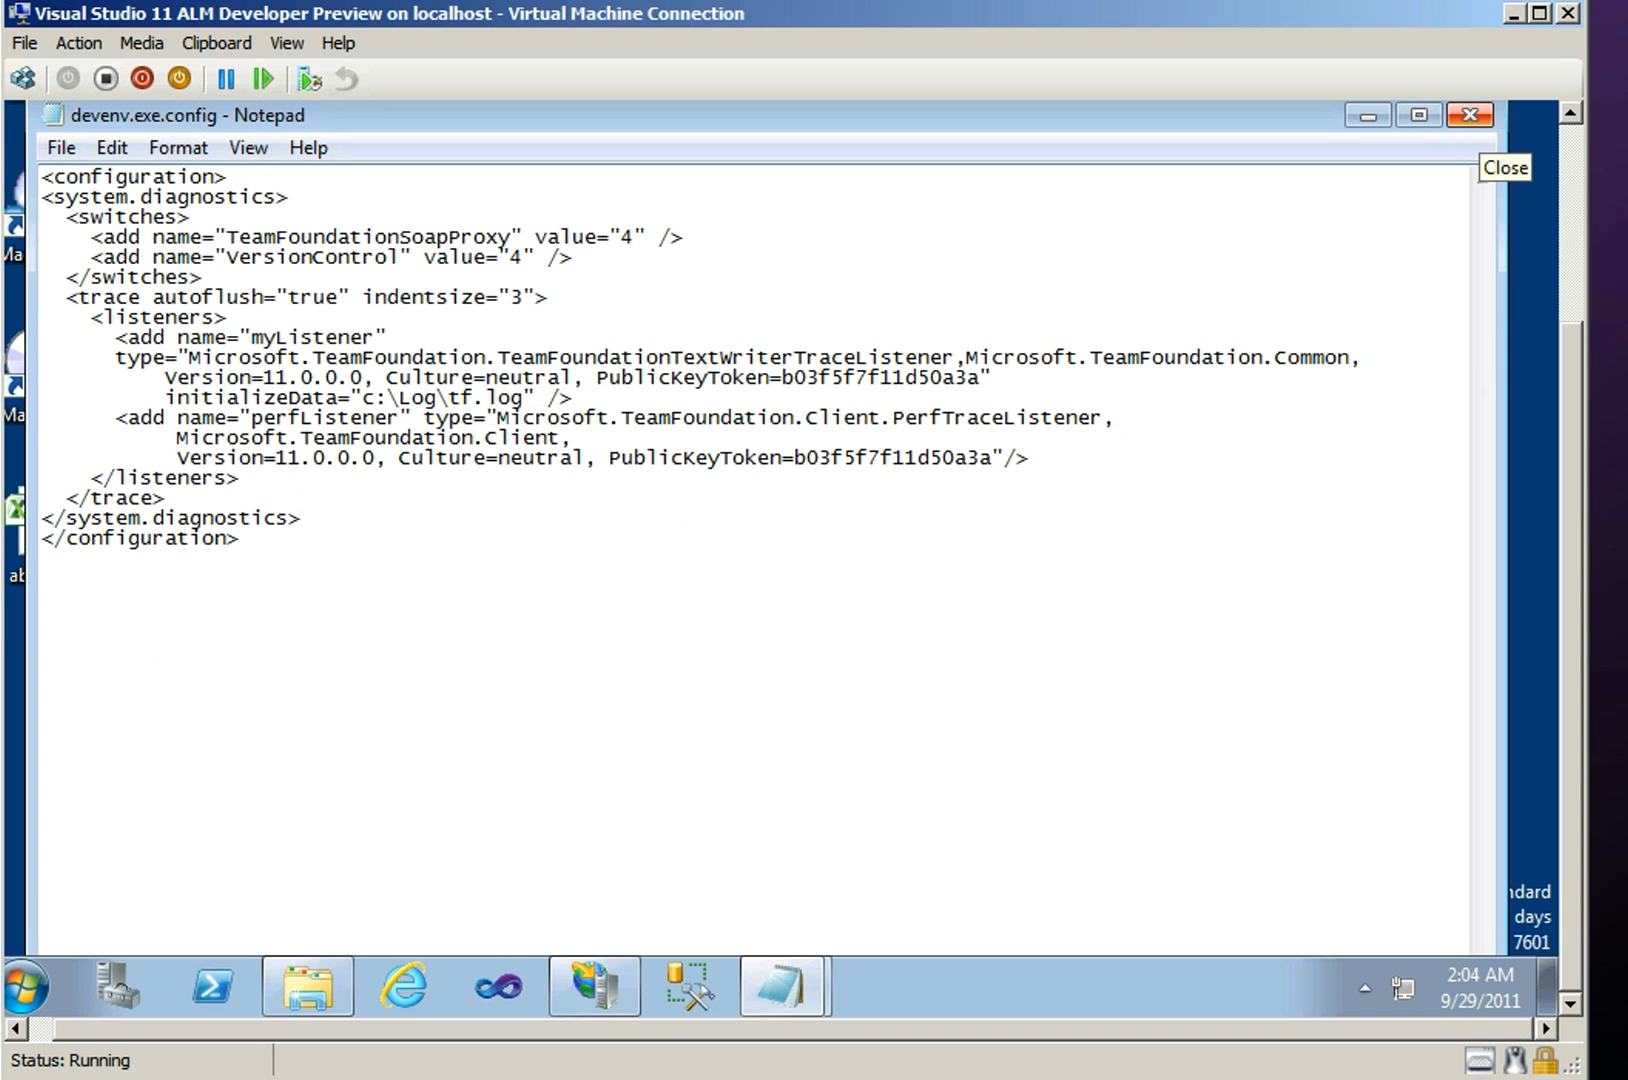 Visual Studio 11 ALM Developer Preview on localhost - Virtual Machine Connection
File Action Media Clipboard View Help
devenv.exe.config - Notepad
File Edit Format View Help
Close
<configuration>
<system.diagnostics>
<switches>
<add name="TeamFoundationSoapProxy" value="4" />
<add name="VersionControl" value="4" />
</switches>
<trace autoflush="true" indentsize="3">
<listeners>
<add name="myListener"
type="Microsoft.TeamFoundation.TeamFoundationTextWriterTraceListener,Microsoft.TeamFoundation.Common,
Version=11.0.0.0, Culture=neutral, PublicKeyToken=b03f5f7f11d50a3a"
initializeData="c:\Log\tf.log" />
<add name="perfListener" type="Microsoft.TeamFoundation.Client.PerfTraceListener,
Microsoft.TeamFoundation.Client,
Version=11.0.0.0, Culture=neutral, PublicKeyToken=b03f5f7f11d50a3a"/>
</listeners>
</trace>
</system.diagnostics>
</configuration>
Ma
Ma
ab
ndard
days
7601
2:04 AM
9/29/2011
Status: Running